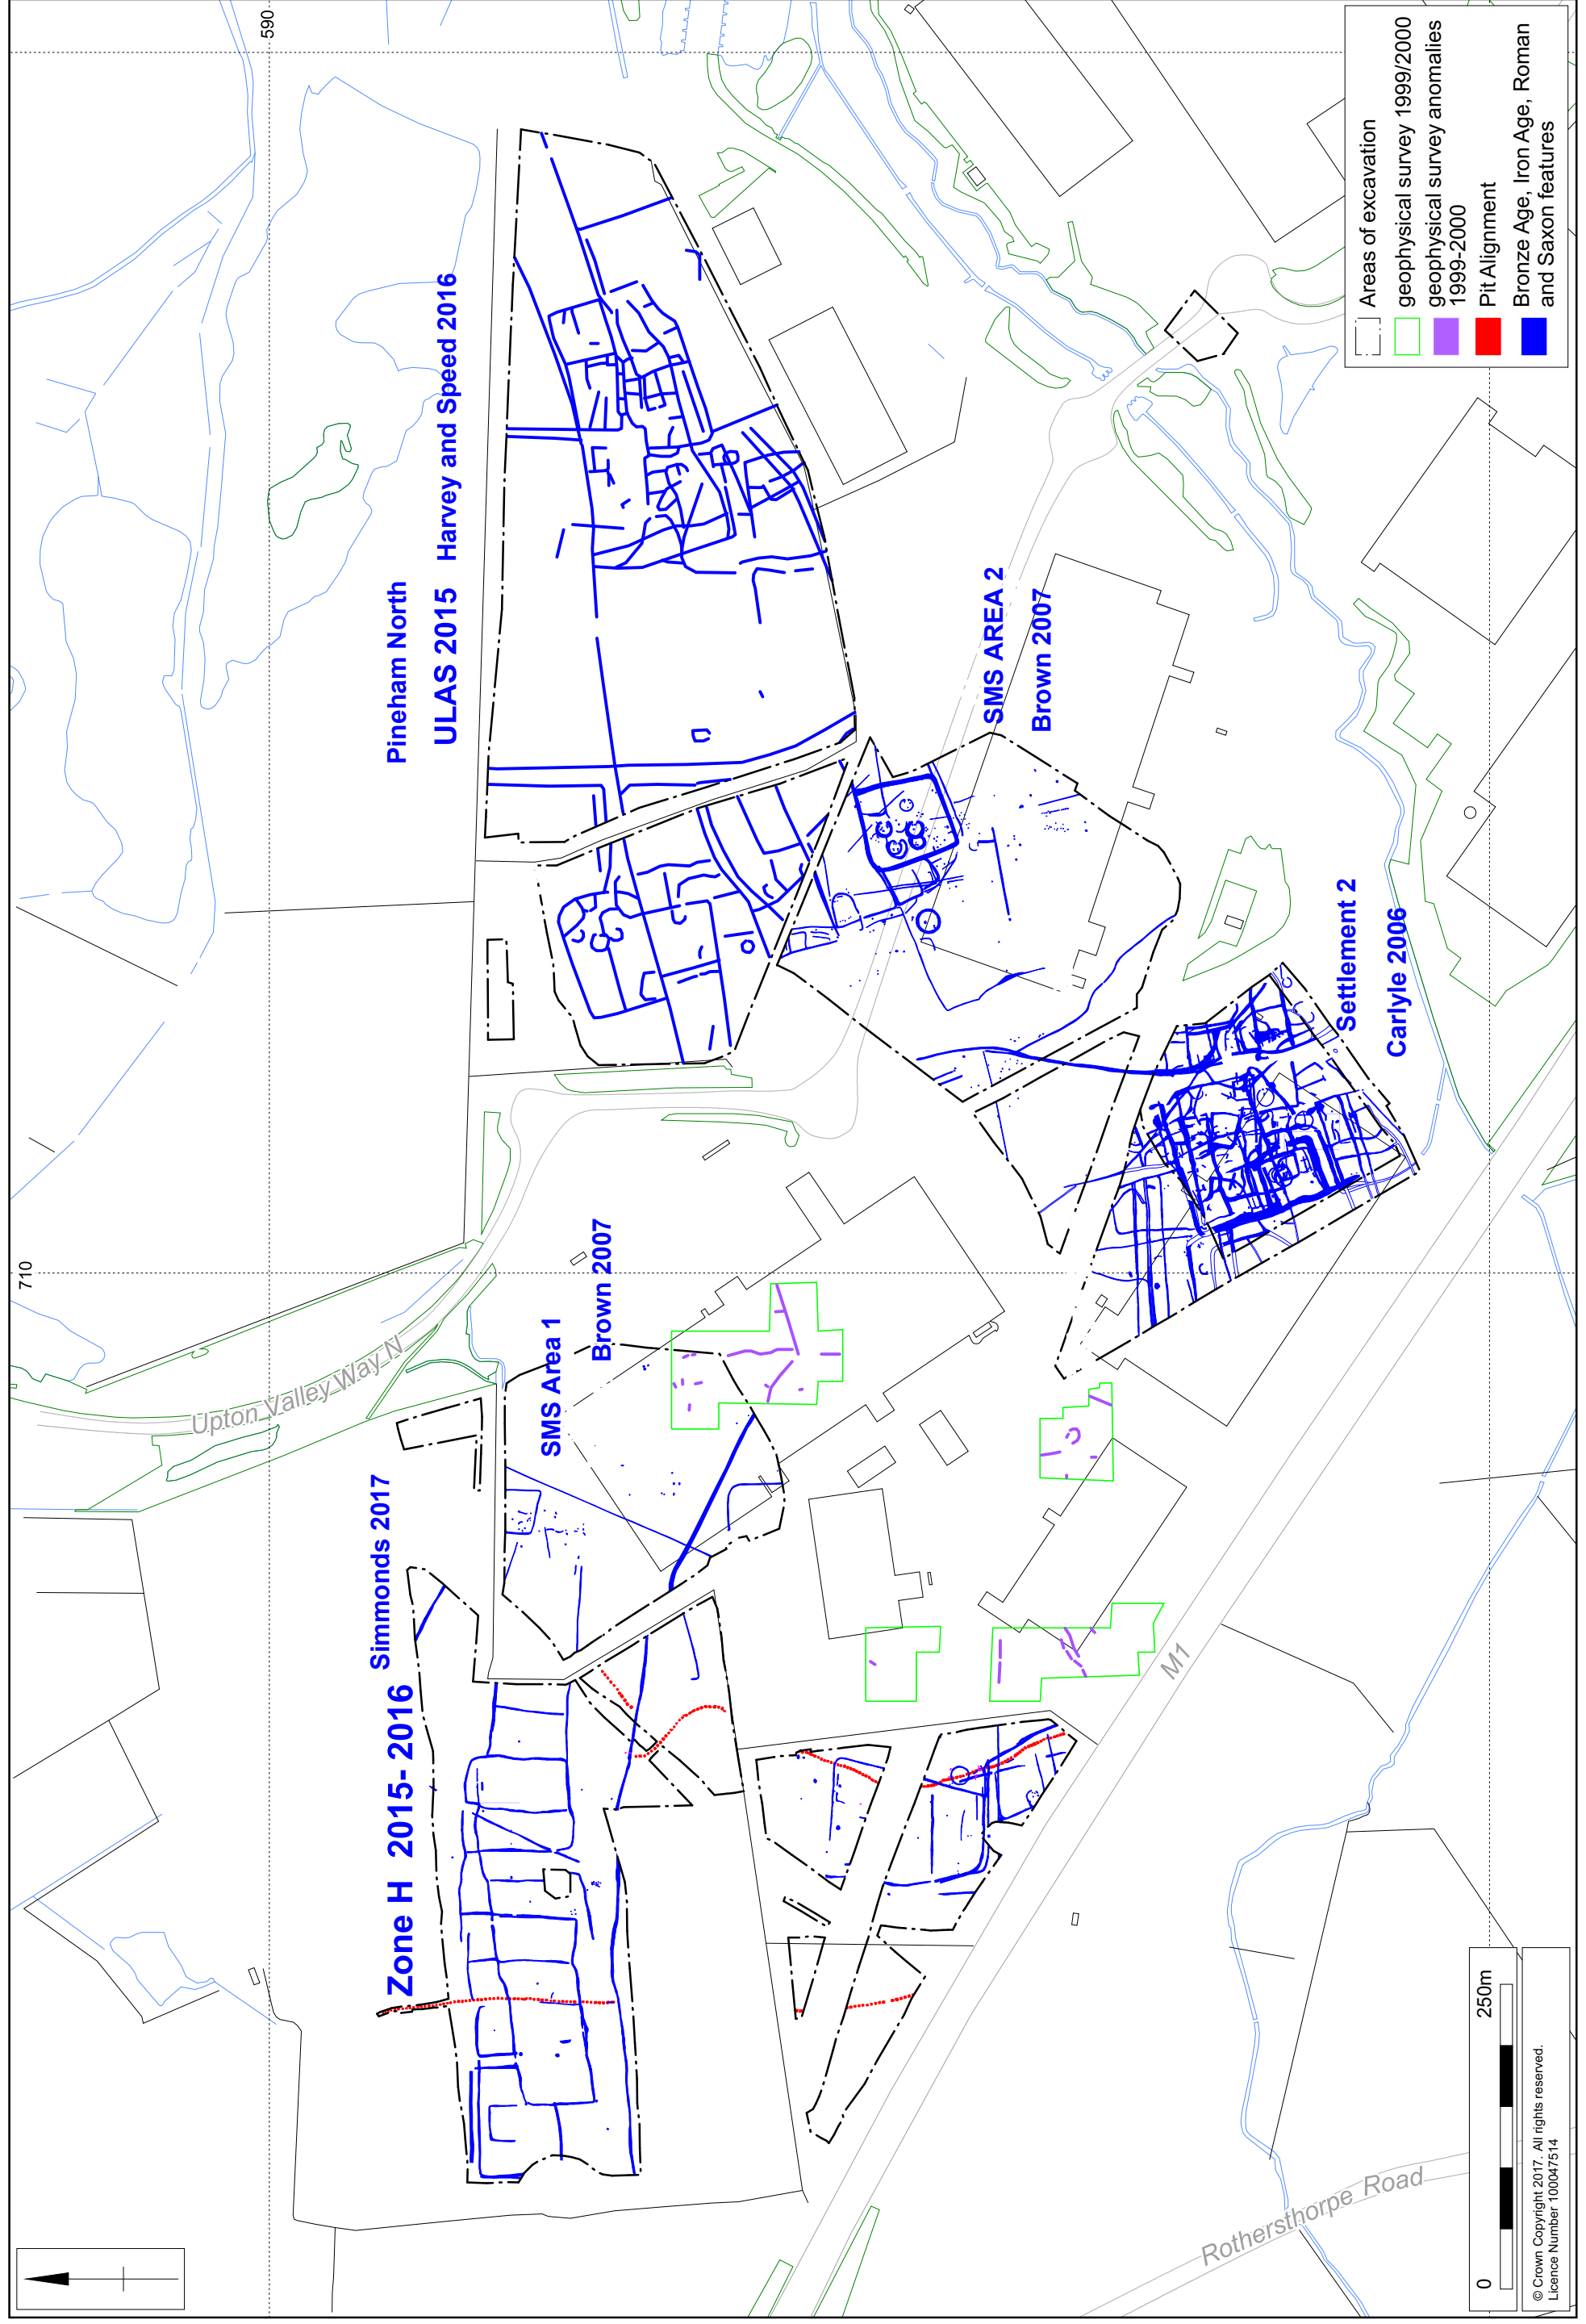 590
710
Pineham North
ULAS 2015 Harvey and Speed 2016
Upton Valley Way N
Simmonds 2017
Zone H 2015- 2016
SMS Area 1
Brown 2007
SMS AREA 2
Brown 2007
Settlement 2
Carlyle 2006
M1
Rothersthorpe Road
Areas of excavation
geophysical survey 1999/2000
geophysical survey anomalies
1999-2000
Pit Alignment
Bronze Age, Iron Age, Roman
and Saxon features
0 250m
© Crown Copyright 2017. All rights reserved.
Licence Number 100047514